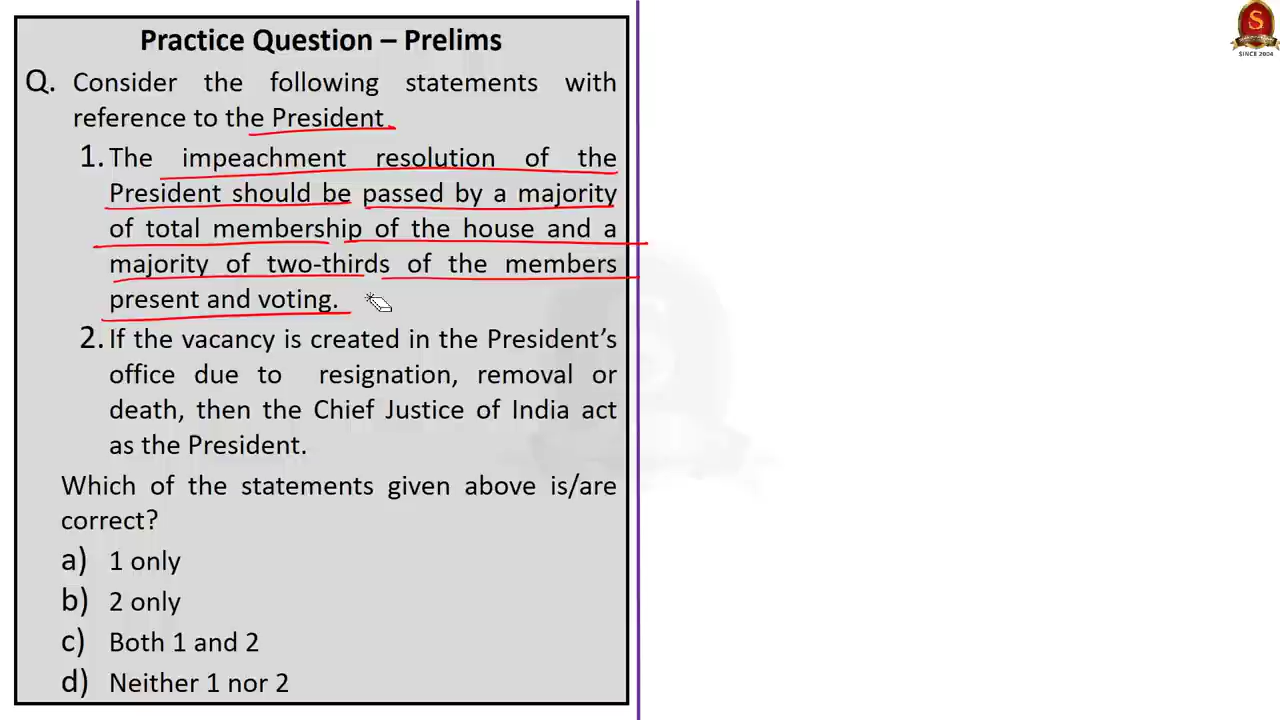 Practice Question – Prelims
Q. Consider the following statements with
reference to the President.
1. The impeachment resolution of the
President should be passed by a majority
of total membership of the house and a
majority of two-thirds of the members
present and voting.
2. If the vacancy is created in the President’s
office due to resignation, removal or
death, then the Chief Justice of India act
as the President.
Which of the statements given above is/are
correct?
a) 1 only
b) 2 only
c) Both 1 and 2
d) Neither 1 nor 2
S
SINCE 2004